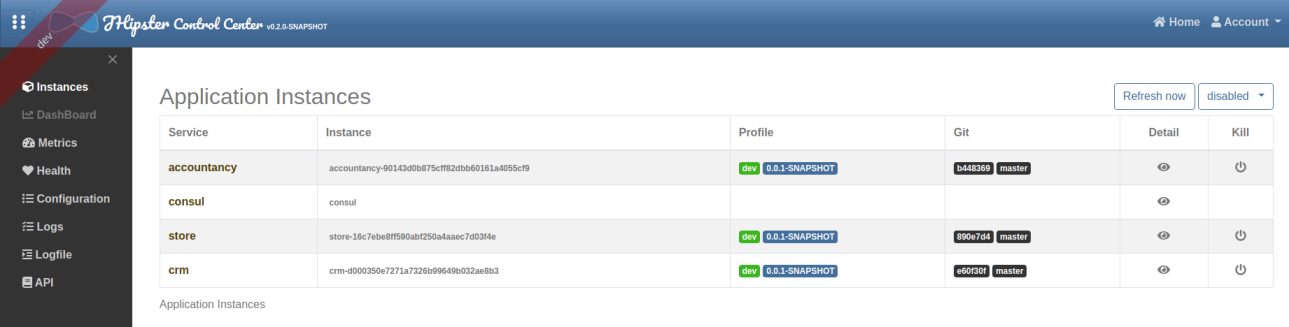 JHipster Control Center v0.2.0-SNAPSHOT
Home Account
dev
Instances
DashBoard
Metrics
Health
Configuration
Logs
Logfile
API
Application Instances
Refresh now disabled
Service Instance Profile Git Detail Kill
accountancy accountancy-90143d0b875cff82dbb60161a4055cf9 dev 0.0.1-SNAPSHOT b448369 master
consul consul
store store-16c7ebe8ff590abf250a4aaec7d03f4e dev 0.0.1-SNAPSHOT 890e7d4 master
crm crm-d000350e7271a7326b99649b032ae8b3 dev 0.0.1-SNAPSHOT e60f30f master
Application Instances